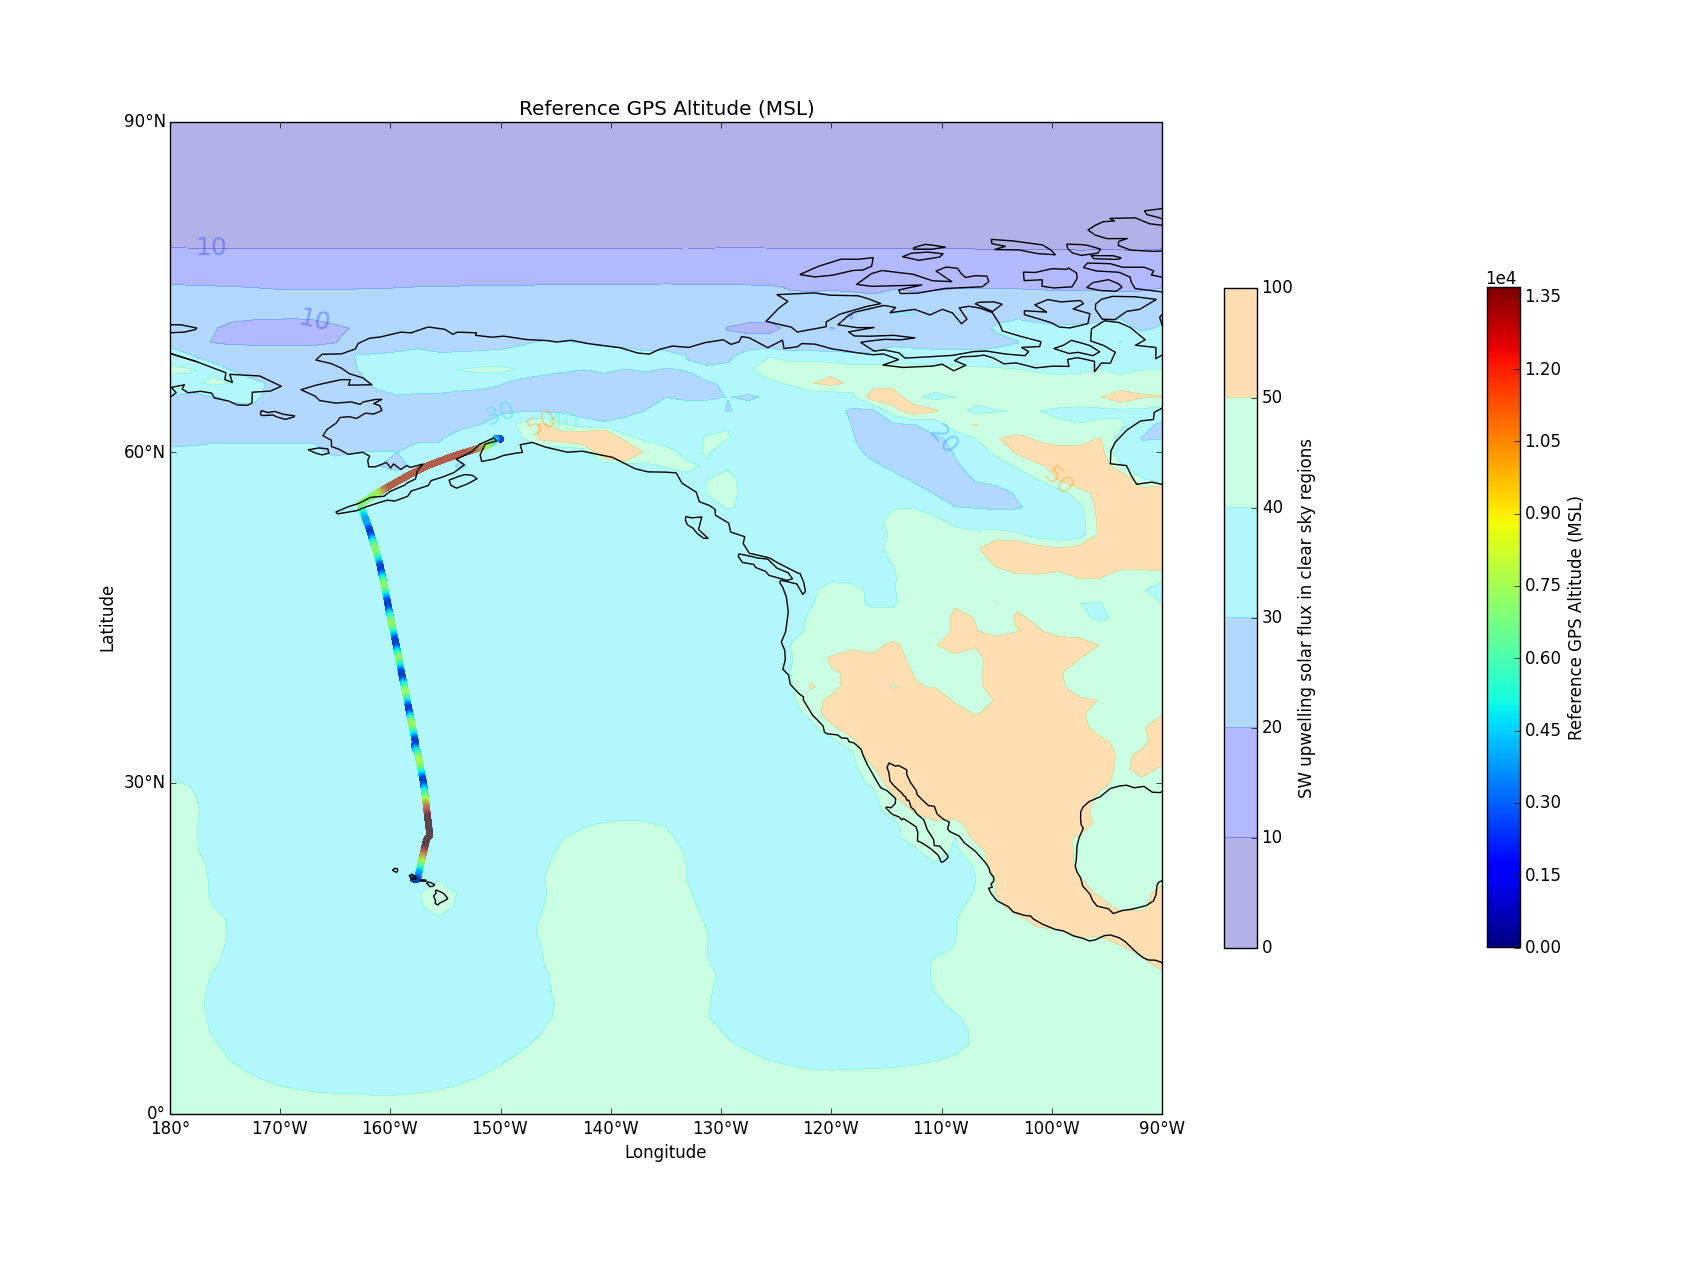 Reference GPS Altitude (MSL)
90°N
60°N
30°N
0°
Latitude
10
10
30
50
20
50
180°
170°W
160°W
150°W
140°W
130°W
120°W
110°W
100°W
90°W
Longitude
100
50
40
30
20
10
0
SW upwelling solar flux in clear sky regions
1e4
1.35
1.20
1.05
0.90
0.75
0.60
0.45
0.30
0.15
0.00
Reference GPS Altitude (MSL)